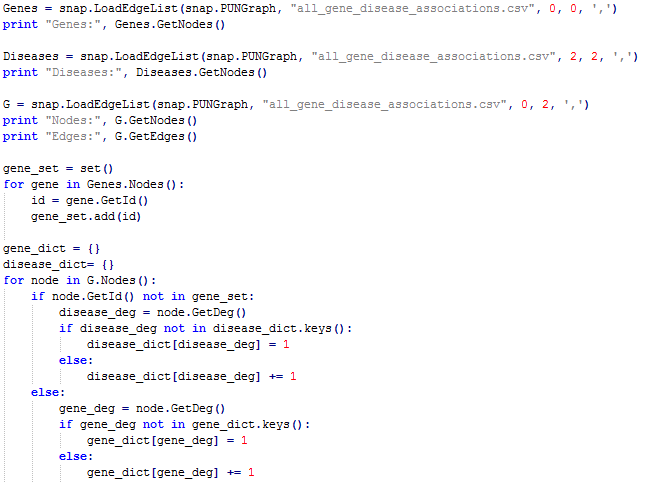 Genes = snap.LoadEdgeList(snap.PUNGraph, "all_gene_disease_associations.csv", 0, 0, ',')
print "Genes:", Genes.GetNodes()

Diseases = snap.LoadEdgeList(snap.PUNGraph, "all_gene_disease_associations.csv", 2, 2, ',')
print "Diseases:", Diseases.GetNodes()

G = snap.LoadEdgeList(snap.PUNGraph, "all_gene_disease_associations.csv", 0, 2, ',')
print "Nodes:", G.GetNodes()
print "Edges:", G.GetEdges()

gene_set = set()
for gene in Genes.Nodes():
    id = gene.GetId()
    gene_set.add(id)

gene_dict = {}
disease_dict= {}
for node in G.Nodes():
    if node.GetId() not in gene_set:
        disease_deg = node.GetDeg()
        if disease_deg not in disease_dict.keys():
            disease_dict[disease_deg] = 1
        else:
            disease_dict[disease_deg] += 1
    else:
        gene_deg = node.GetDeg()
        if gene_deg not in gene_dict.keys():
            gene_dict[gene_deg] = 1
        else:
            gene_dict[gene_deg] += 1